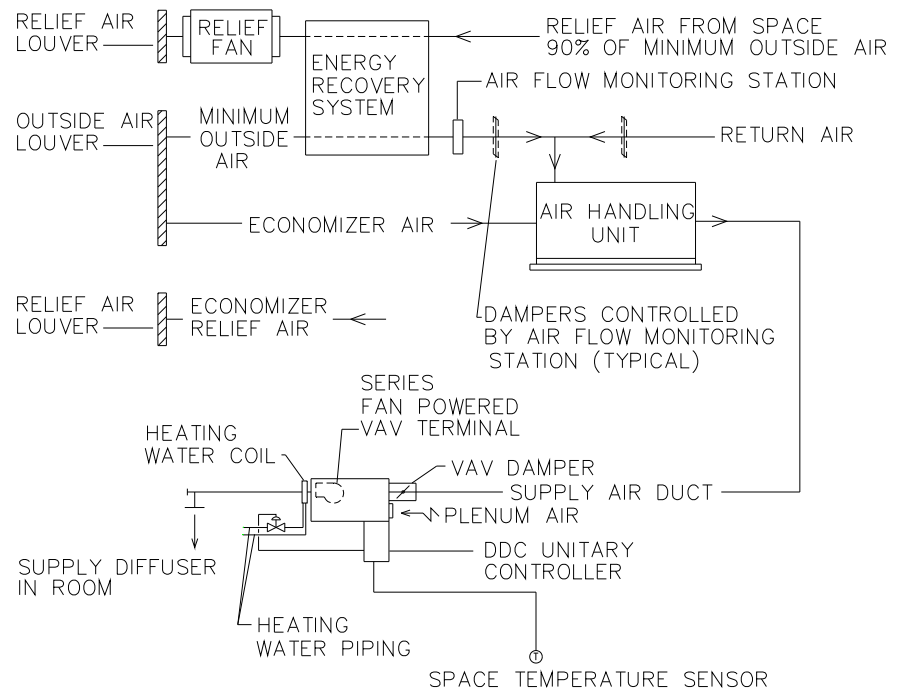 RELIEF AIR
LOUVER
RELIEF
FAN
RELIEF AIR FROM SPACE
90% OF MINIMUM OUTSIDE AIR
ENERGY
RECOVERY
SYSTEM
AIR FLOW MONITORING STATION
OUTSIDE AIR
LOUVER
MINIMUM
OUTSIDE
AIR
RETURN AIR
AIR HANDLING
UNIT
ECONOMIZER AIR
RELIEF AIR
LOUVER
ECONOMIZER
RELIEF AIR
DAMPERS CONTROLLED
BY AIR FLOW MONITORING
STATION (TYPICAL)
SERIES
FAN POWERED
VAV TERMINAL
HEATING
WATER COIL
VAV DAMPER
SUPPLY AIR DUCT
PLENUM AIR
SUPPLY DIFFUSER
IN ROOM
DDC UNITARY
CONTROLLER
HEATING
WATER PIPING
T
SPACE TEMPERATURE SENSOR